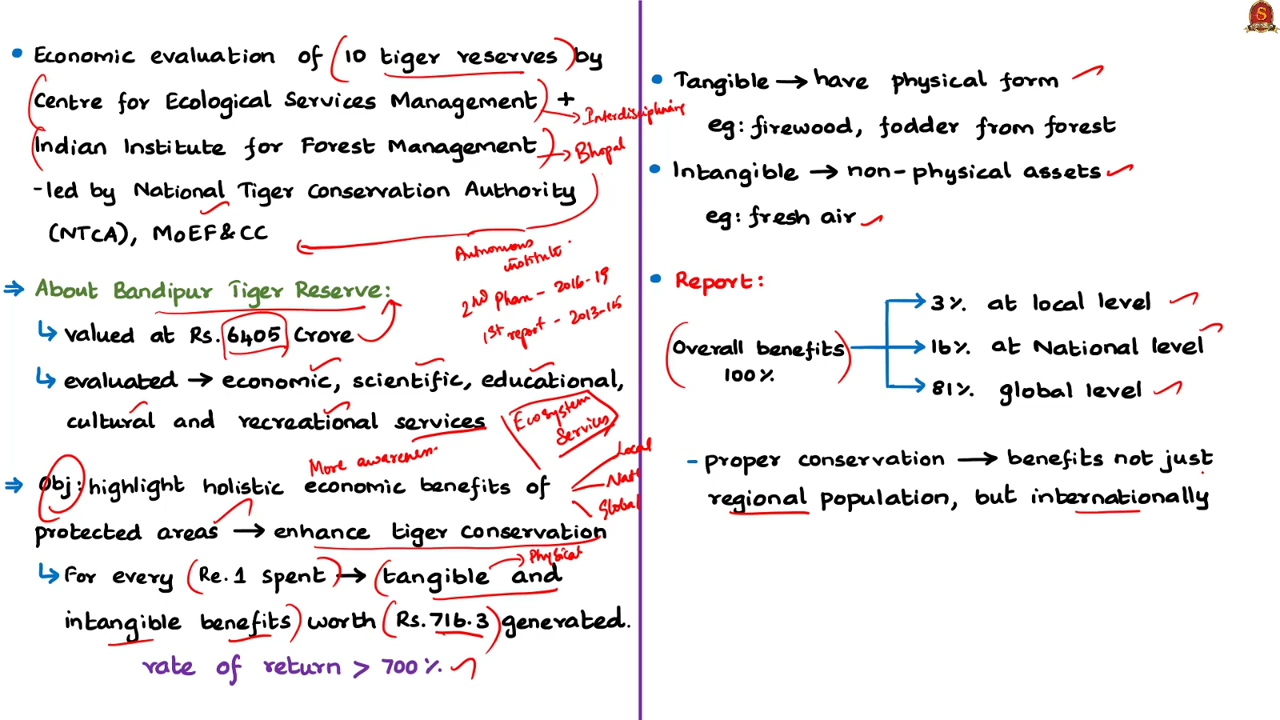 Economic evaluation of (10 tiger reserves) by
(Centre for Ecological Services Management) +
→ Interdisciplinary
(Indian Institute for Forest Management)
→ Bhopal
- led by National Tiger Conservation Authority
(NTCA), MoEF&CC
Autonomous
institute
2nd Phase - 2016-19
1st report - 2013-15
⇒ About Bandipur Tiger Reserve:
↳ valued at Rs. 6405 Crore
↳ evaluated → economic, scientific, educational,
cultural and recreational services
Ecosystem
Services
More awareness
⇒ Obj: highlight holistic economic benefits of
Local
Nat
Global
protected areas → enhance tiger conservation
Physical
↳ For every (Re. 1 spent) → (tangible and
intangible benefits) worth (Rs. 716.3) generated.
rate of return > 700%
• Tangible → have physical form
eg: firewood, fodder from forest
• Intangible → non-physical assets
eg: fresh air
• Report:
(Overall benefits
100%)
→ 3% at local level
→ 16% at National level
→ 81% global level
- proper conservation → benefits not just
regional population, but internationally
S